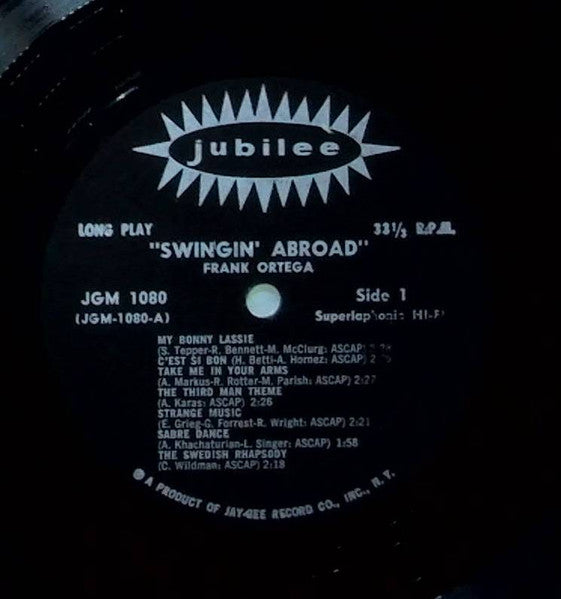 jubilee
LONG PLAY
33⅓ R.P.M.
"SWINGIN' ABROAD"
FRANK ORTEGA
JGM 1080
(JGM-1080-A)
Side 1
Superlaphonic HI-FI
MY BONNY LASSIE
(S. Tepper-R. Bennett-M. McClurg: ASCAP)
C'EST SI BON (H. Betti-A. Hornez: ASCAP)
TAKE ME IN YOUR ARMS
(A. Markus-R. Rotter-M. Parish: ASCAP) 2:27
THE THIRD MAN THEME
(A. Karas: ASCAP) 2:26
STRANGE MUSIC
(E. Grieg-G. Forrest-R. Wright: ASCAP) 2:21
SABRE DANCE
(A. Khachaturian-L. Singer: ASCAP) 1:58
THE SWEDISH RHAPSODY
(C. Wildman: ASCAP) 2:18
A PRODUCT OF JAY-GEE RECORD CO., INC., N. Y.